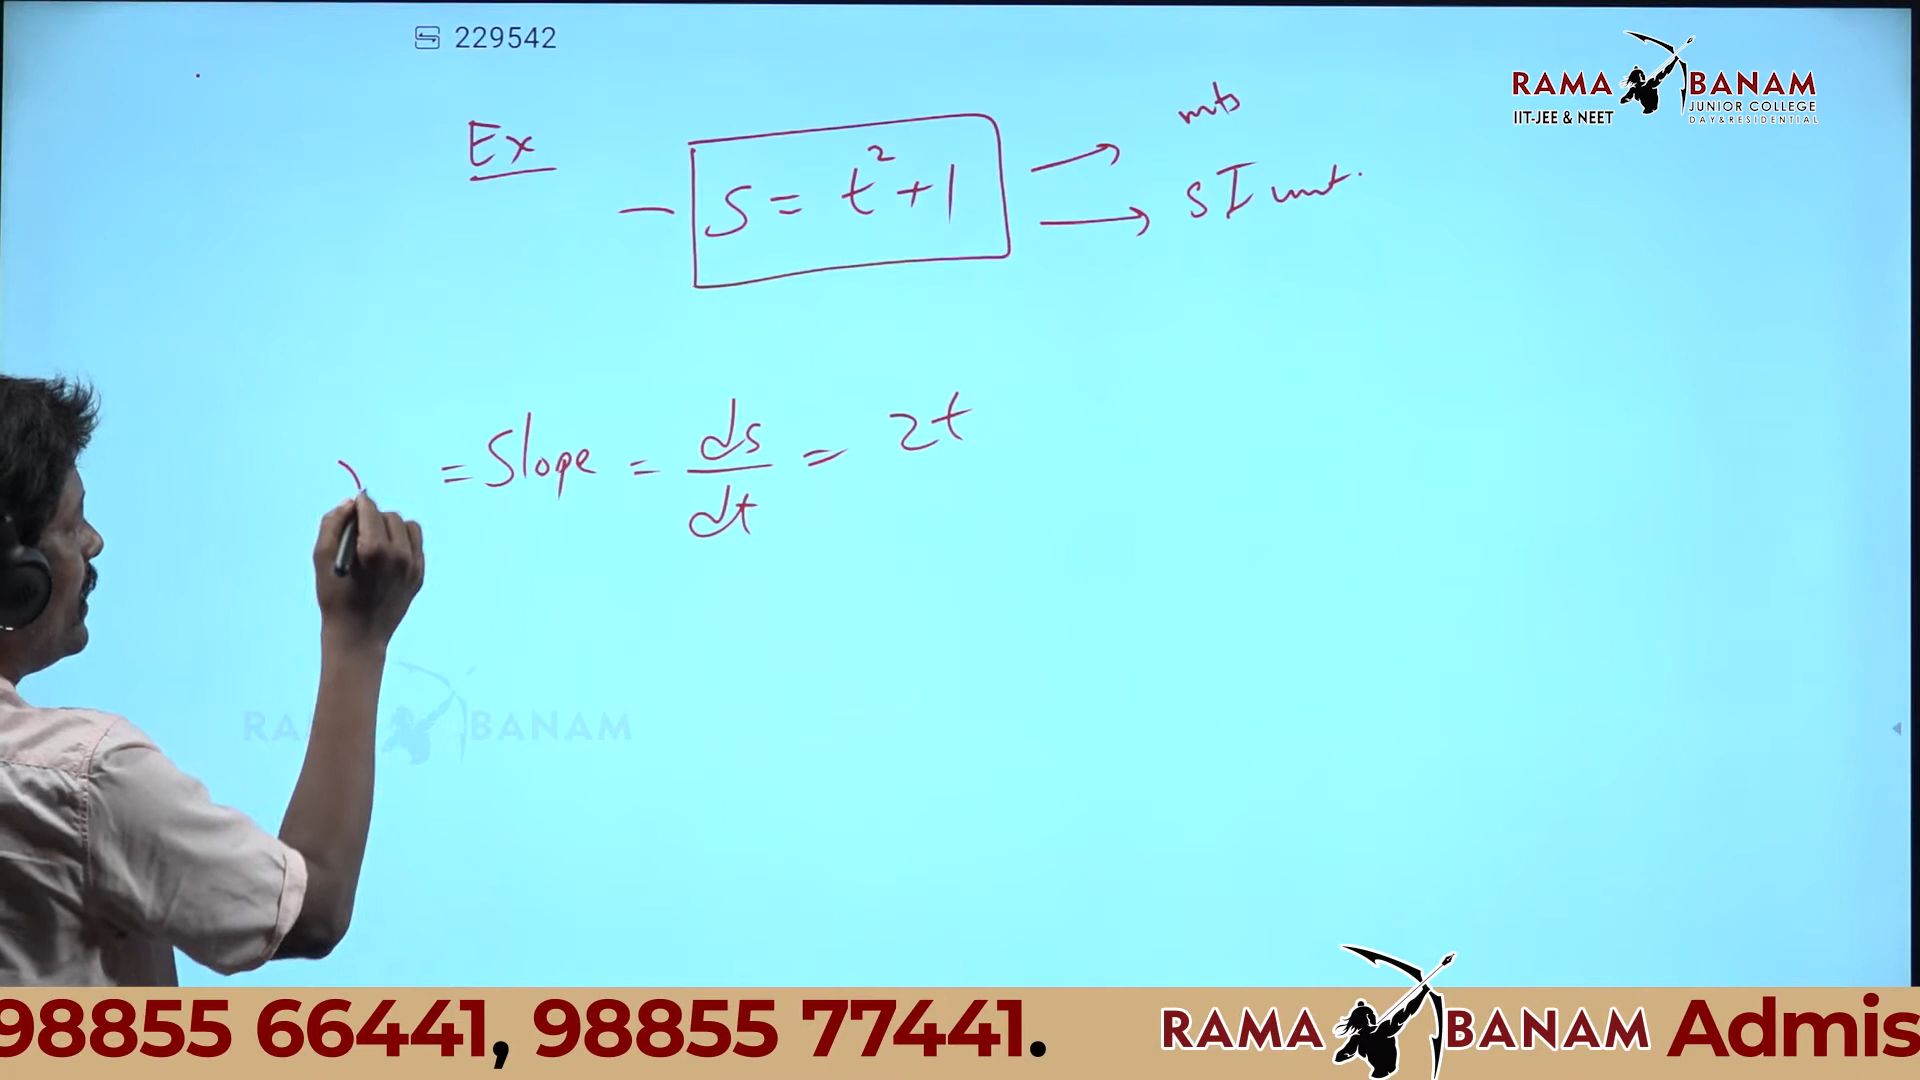 229542
RAMA BANAM
JUNIOR COLLEGE
IIT-JEE & NEET
DAY & RESIDENTIAL
mts
Ex
S = t² + 1
SI unit.
= Slope = ds/dt = 2t
RAMA BANAM
98855 66441, 98855 77441.
RAMA BANAM Admis